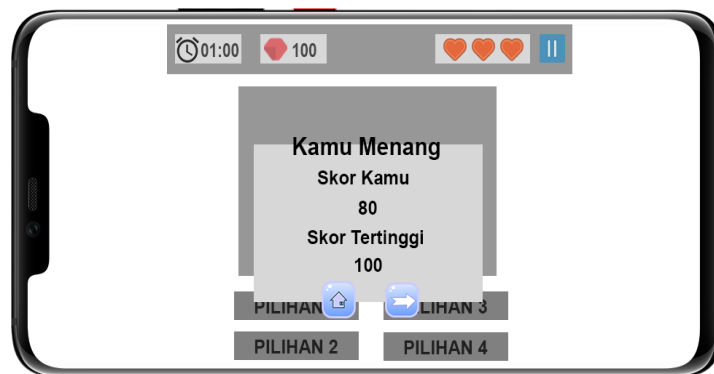 01:00 100
Kamu Menang
Skor Kamu
80
Skor Tertinggi
100
PILIHAN
LIHAN 3
PILIHAN 2
PILIHAN 4